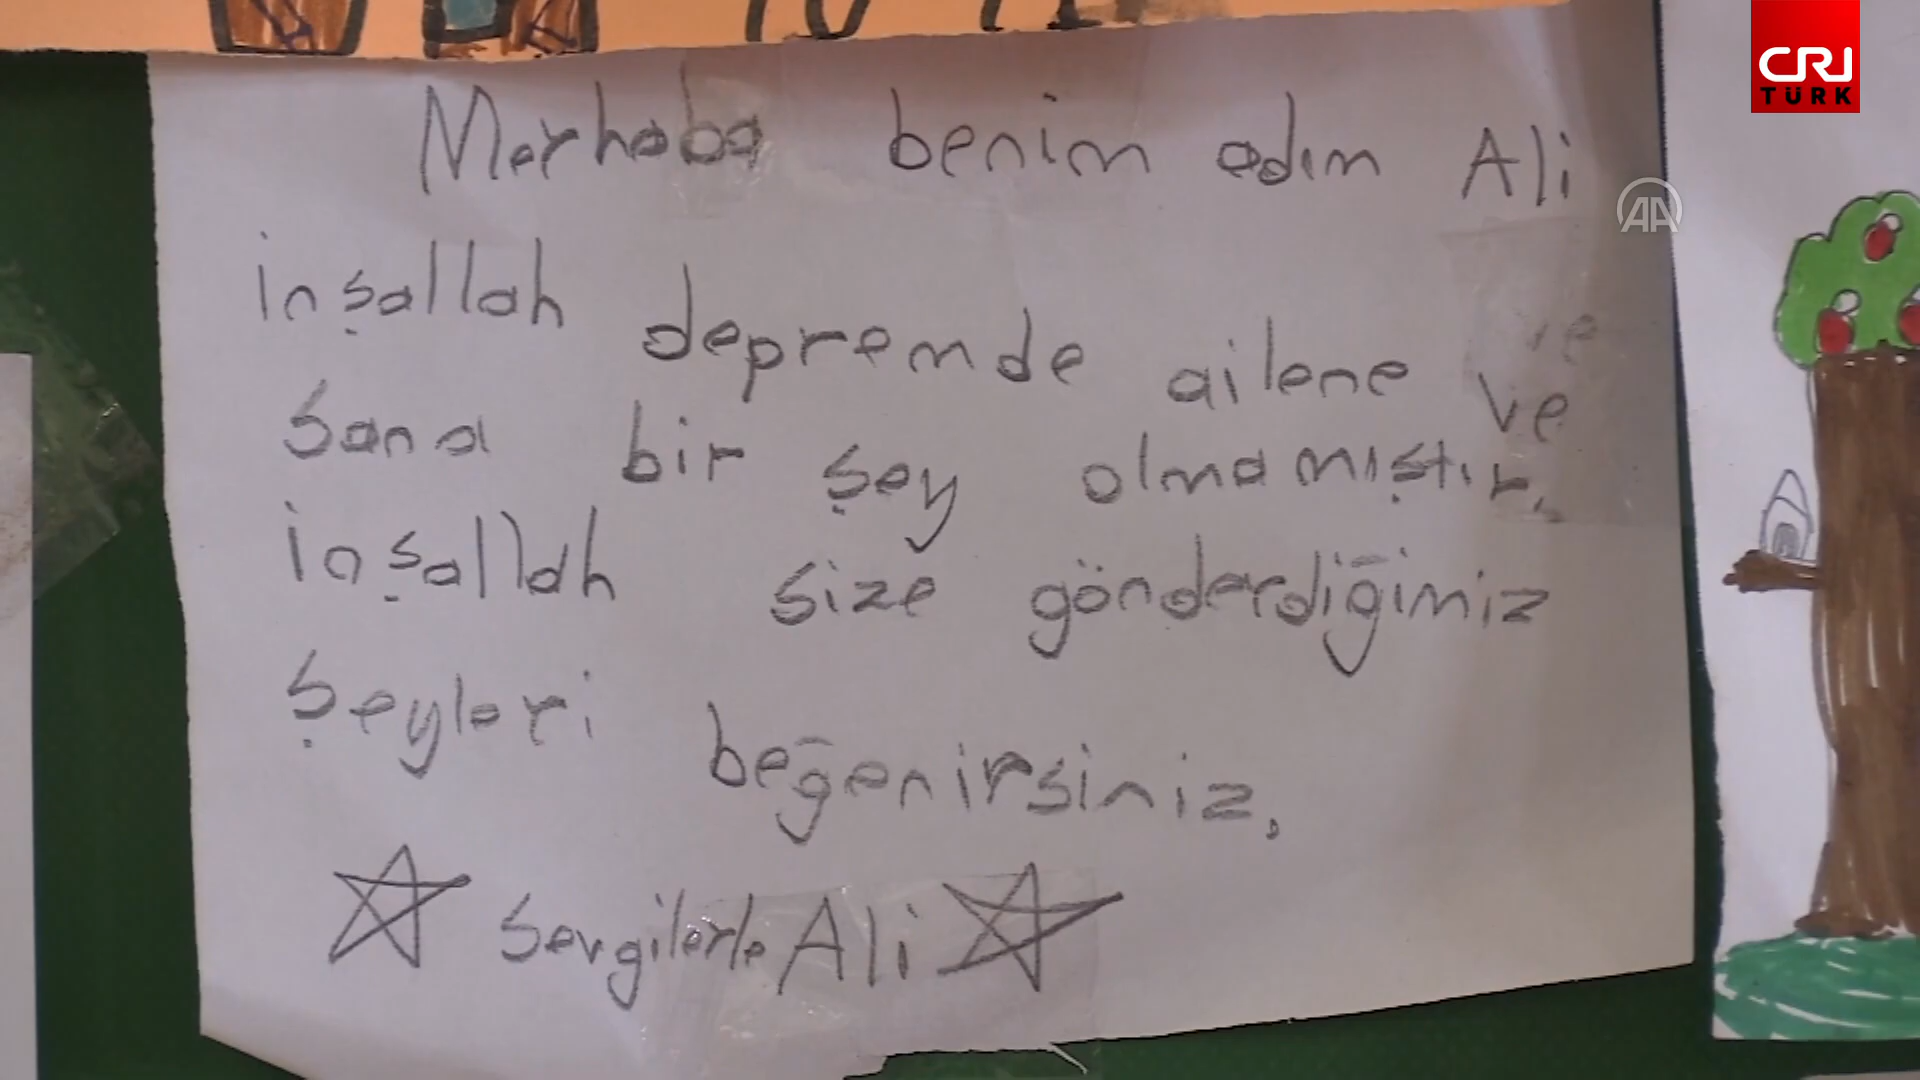 CRI
TÜRK
AA
Merhaba benim adım Ali
inşallah depremde ailene ve
ve
sana bir şey olmamıştır.
inşallah size gönderdiğimiz
şeyleri beğenirsiniz.
Sevgilerle Ali